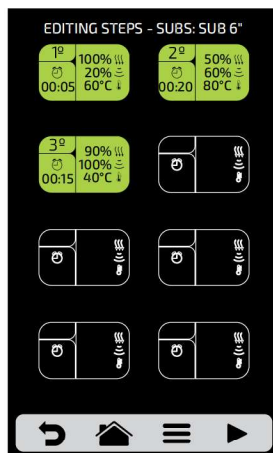 EDITING STEPS - SUBS: SUB 6"
1º
100%
20%
00:05 60°C
2º
50%
60%
00:20 80°C
3º
90%
100%
00:15 40°C